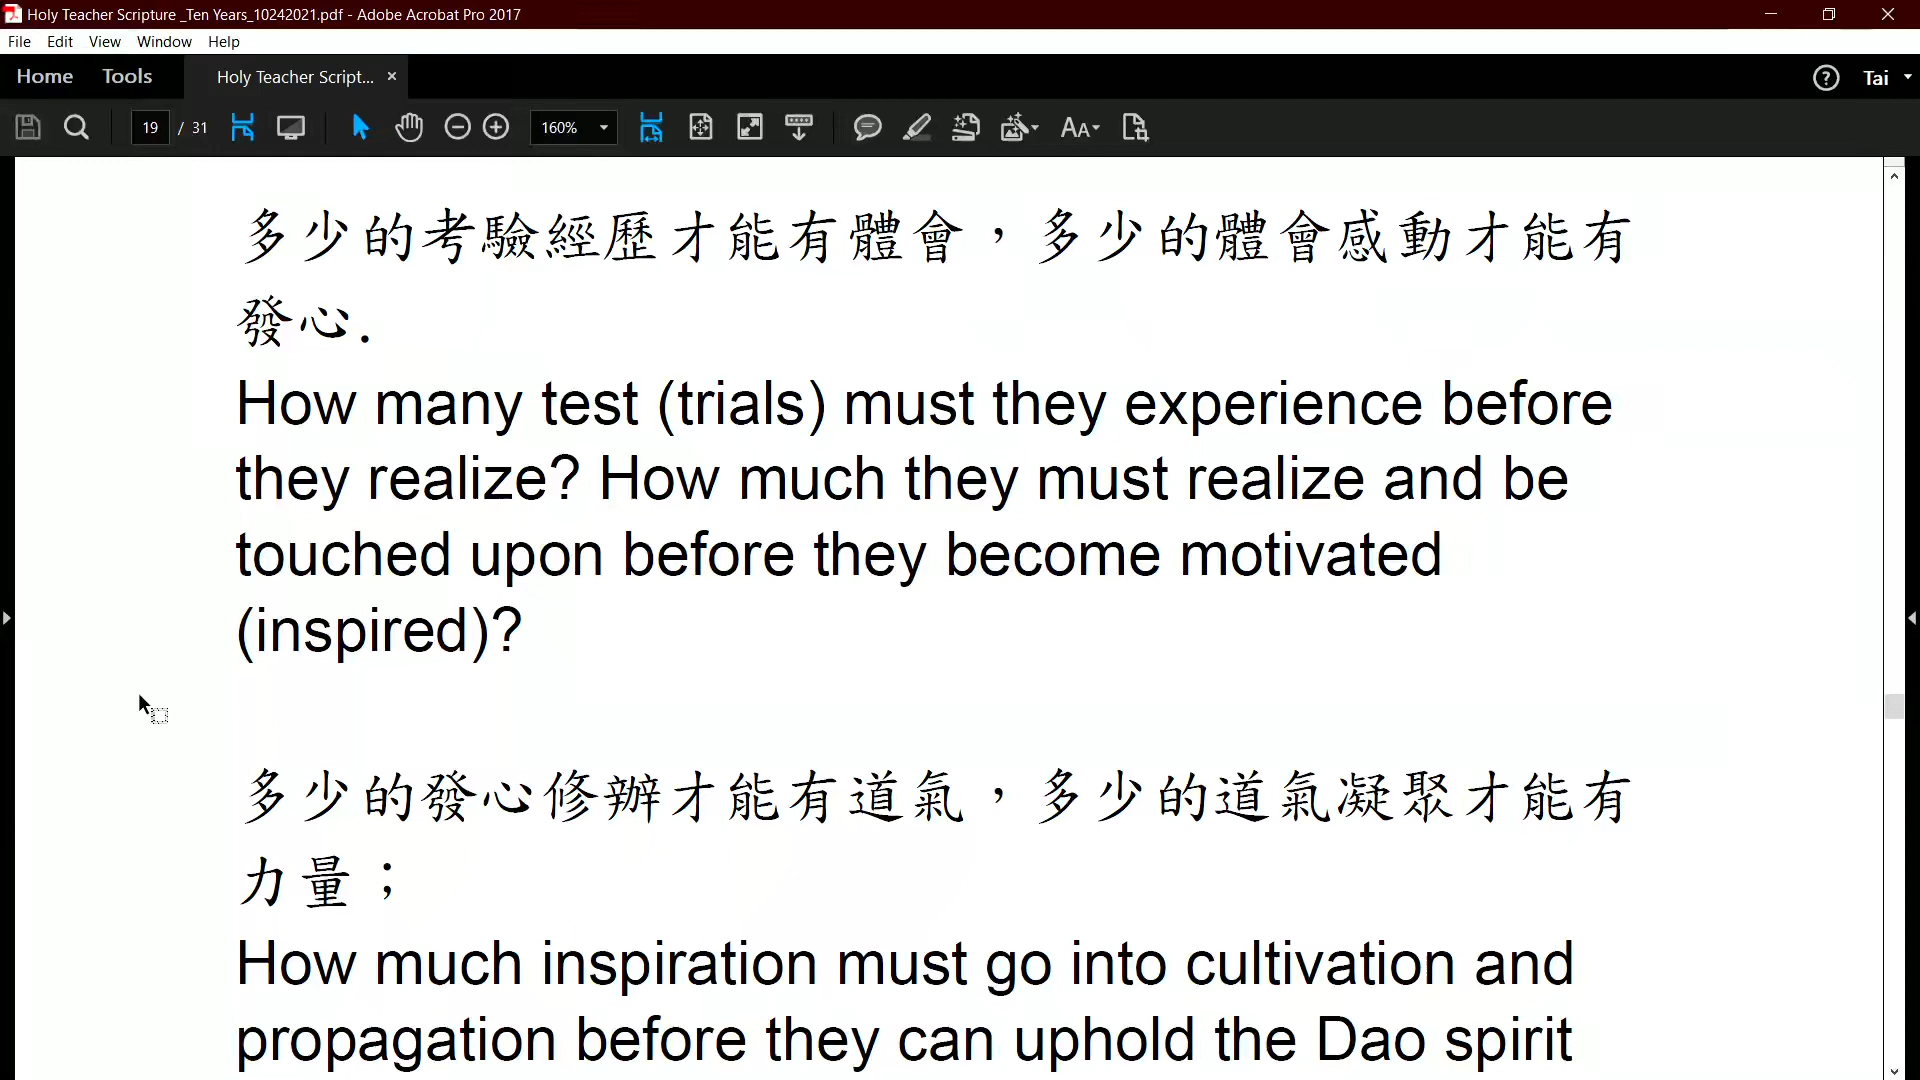 Holy Teacher Scripture _Ten Years_10242021.pdf - Adobe Acrobat Pro 2017
File Edit View Window Help
Home Tools Holy Teacher Script... × Tai
19 / 31 160%
多少的考驗經歷才能有體會，多少的體會感動才能有
發心.
How many test (trials) must they experience before
they realize? How much they must realize and be
touched upon before they become motivated
(inspired)?
多少的發心修辦才能有道氣，多少的道氣凝聚才能有
力量；
How much inspiration must go into cultivation and
propagation before they can uphold the Dao spirit